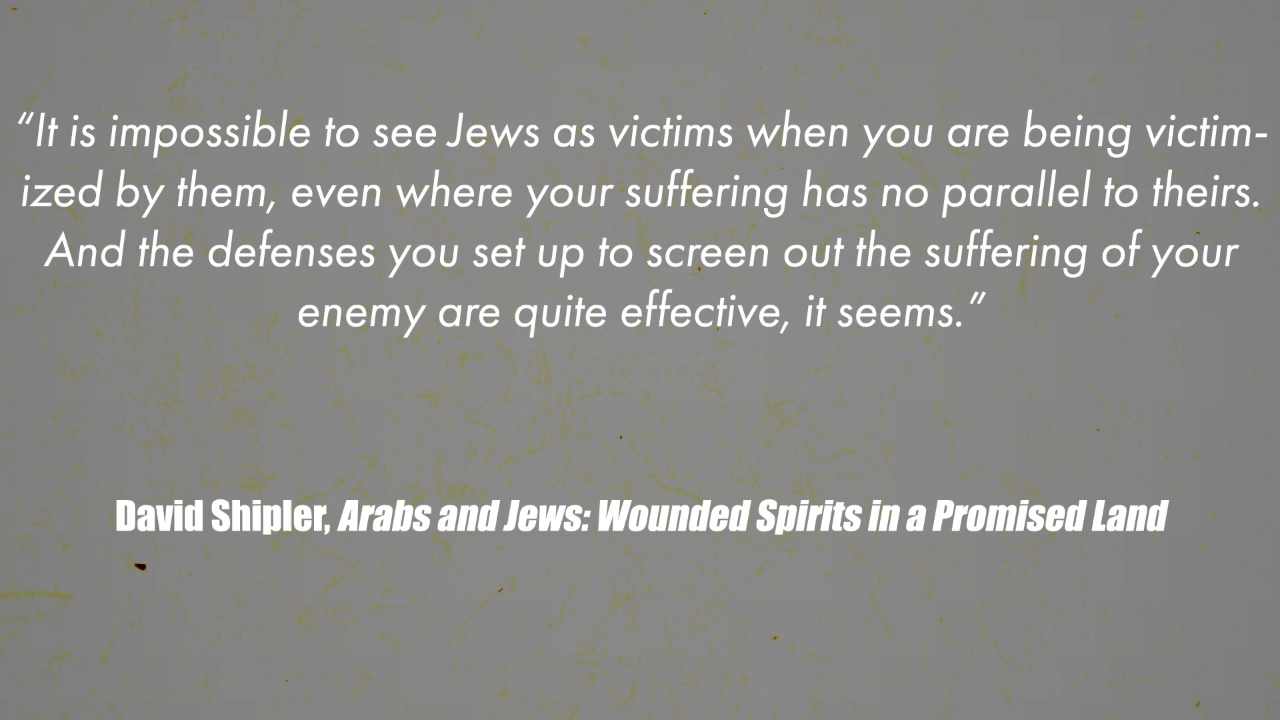 “It is impossible to see Jews as victims when you are being victim-
ized by them, even where your suffering has no parallel to theirs.
And the defenses you set up to screen out the suffering of your
enemy are quite effective, it seems.”
David Shipler, Arabs and Jews: Wounded Spirits in a Promised Land